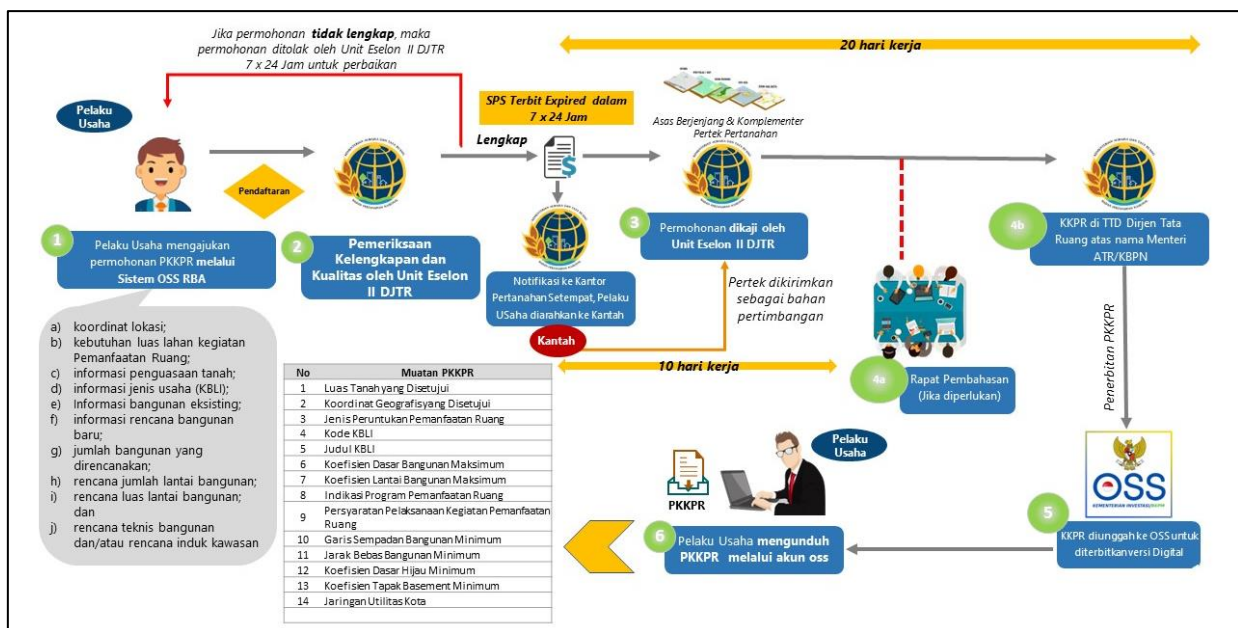 Jika permohonan tidak lengkap, maka
permohonan ditolak oleh Unit Eselon II DJTR
7 x 24 Jam untuk perbaikan
20 hari kerja
Pelaku
Usaha
SPS Terbit Expired dalam
7 x 24 Jam
Asas Berjenjang & Komplementer
Pertek Pertanahan
Lengkap
Pendaftaran
1
Pelaku Usaha mengajukan
permohonan PKKPR melalui
Sistem OSS RBA
2
Pemeriksaan
Kelengkapan dan
Kualitas oleh Unit Eselon
II DJTR
Notifikasi ke Kantor
Pertanahan Setempat, Pelaku
USaha diarahkan ke Kantah
Kantah
3
Permohonan dikaji oleh
Unit Eselon II DJTR
Pertek dikirimkan
sebagai bahan
pertimbangan
10 hari kerja
4a
Rapat Pembahasan
(Jika diperlukan)
4b
KKPR di TTD Dirjen Tata
Ruang atas nama Menteri
ATR/KBPN
Penerbitan PKKPR
a) koordinat lokasi;
b) kebutuhan luas lahan kegiatan
Pemanfaatan Ruang;
c) informasi penguasaan tanah;
d) informasi jenis usaha (KBLI);
e) Informasi bangunan eksisting;
f) informasi rencana bangunan
baru;
g) jumlah bangunan yang
direncanakan;
h) rencana jumlah lantai bangunan;
i) rencana luas lantai bangunan;
dan
j) rencana teknis bangunan
dan/atau rencana induk kawasan
No Muatan PKKPR
1 Luas Tanah yang Disetujui
2 Koordinat Geografisyang Disetujui
3 Jenis Peruntukan Pemanfaatan Ruang
4 Kode KBLI
5 Judul KBLI
6 Koefisien Dasar Bangunan Maksimum
7 Koefisien Lantai Bangunan Maksimum
8 Indikasi Program Pemanfaatan Ruang
9 Persyaratan Pelaksanaan Kegiatan Pemanfaatan
Ruang
10 Garis Sempadan Bangunan Minimum
11 Jarak Bebas Bangunan Minimum
12 Koefisien Dasar Hijau Minimum
13 Koefisien Tapak Basement Minimum
14 Jaringan Utilitas Kota
OSS
KEMENTERIAN INVESTASI/BKPM
5
KKPR diunggah ke OSS untuk
diterbitkan versi Digital
Pelaku
Usaha
PKKPR
6
Pelaku Usaha mengunduh
PKKPR melalui akun oss